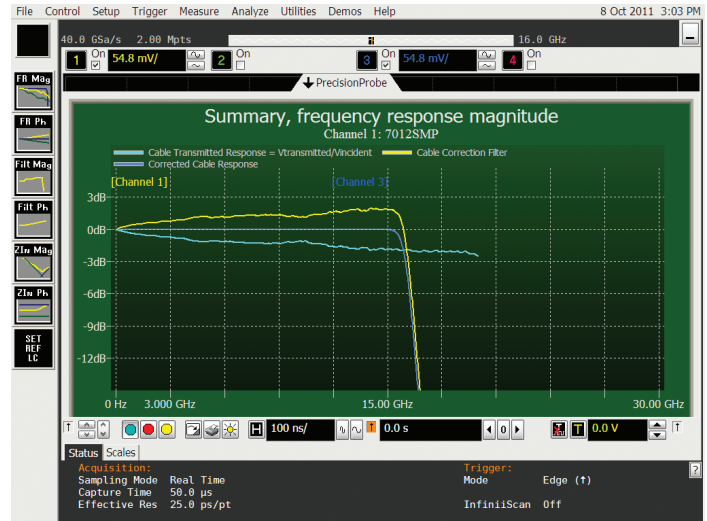 File Control Setup Trigger Measure Analyze Utilities Demos Help 8 Oct 2011 3:03 PM
40.0 GSa/s 2.00 Mpts 16.0 GHz
1 On 54.8 mV/ 2 On 3 On 54.8 mV/ 4 On
PrecisionProbe
FR Mag
FR Ph
Filt Mag
Filt Ph
ZIN Mag
ZIN Ph
SET
REF
LC
Summary, frequency response magnitude
Channel 1: 7012SMP
Cable Transmitted Response = Vtransmitted/Vincident Cable Correction Filter
Corrected Cable Response
[Channel 1] [Channel 3]
3dB
0dB
-3dB
-6dB
-9dB
-12dB
0 Hz 3.000 GHz 15.00 GHz 30.00 GHz
H 100 ns/ 0.0 s 0 T 0.0 V
Status Scales
Acquisition: Trigger:
Sampling Mode Real Time Mode Edge (↑)
Capture Time 50.0 µs
Effective Res 25.0 ps/pt InfiniiScan Off
?